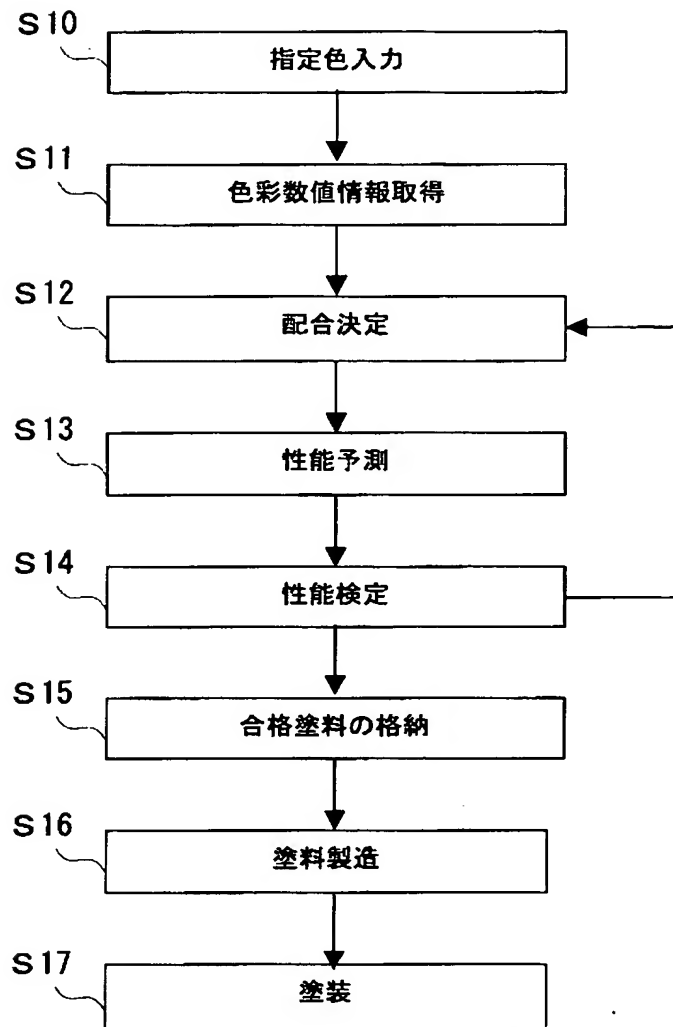 S10
指定色入力
S11
色彩数値情報取得
S12
配合決定
S13
性能予測
S14
性能検定
S15
合格塗料の格納
S16
塗料製造
S17
塗装